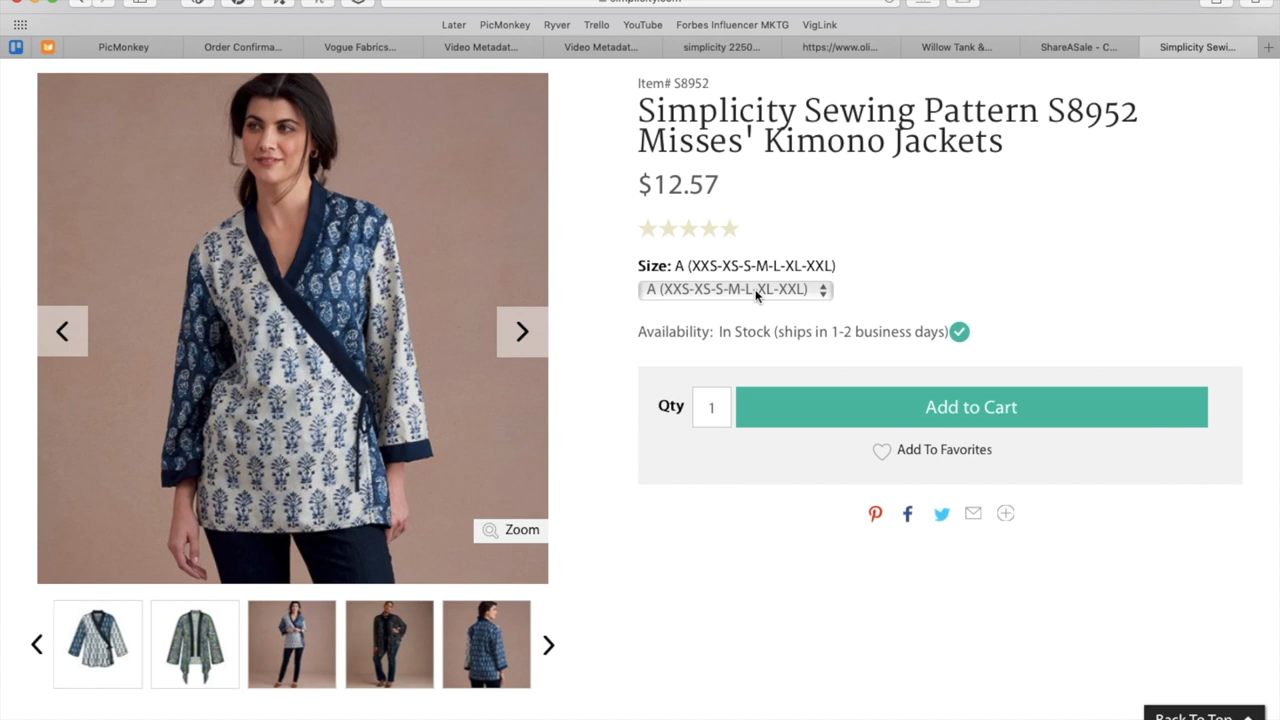 Later PicMonkey Ryver Trello YouTube Forbes Influencer MKTG VigLink
PicMonkey Order Confirma... Vogue Fabrics... Video Metadat... Video Metadat... simplicity 2250... https://www.oli... Willow Tank &... ShareASale - C... Simplicity Sewi...
Item# S8952
Simplicity Sewing Pattern S8952
Misses' Kimono Jackets
$12.57
Size: A (XXS-XS-S-M-L-XL-XXL)
A (XXS-XS-S-M-L-XL-XXL)
Availability: In Stock (ships in 1-2 business days)
Qty 1 Add to Cart
Add To Favorites
Zoom
Back To Top